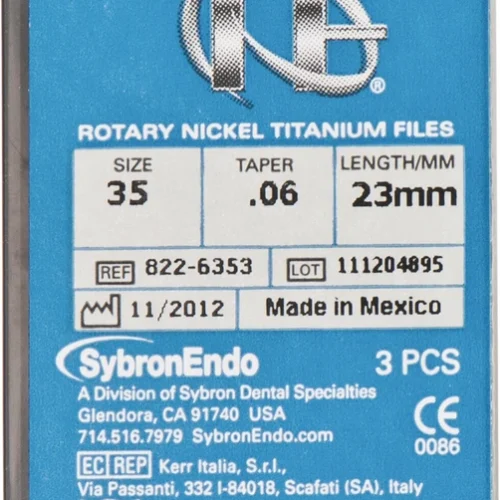 ®
ROTARY NICKEL TITANIUM FILES
SIZE TAPER LENGTH/MM
35 .06 23mm
REF 822-6353 LOT 111204895
11/2012 Made in Mexico
SybronEndo 3 PCS
A Division of Sybron Dental Specialties
Glendora, CA 91740 USA
714.516.7979 SybronEndo.com
CE
0086
EC REP Kerr Italia, S.r.l.,
Via Passanti, 332 I-84018, Scafati (SA), Italy